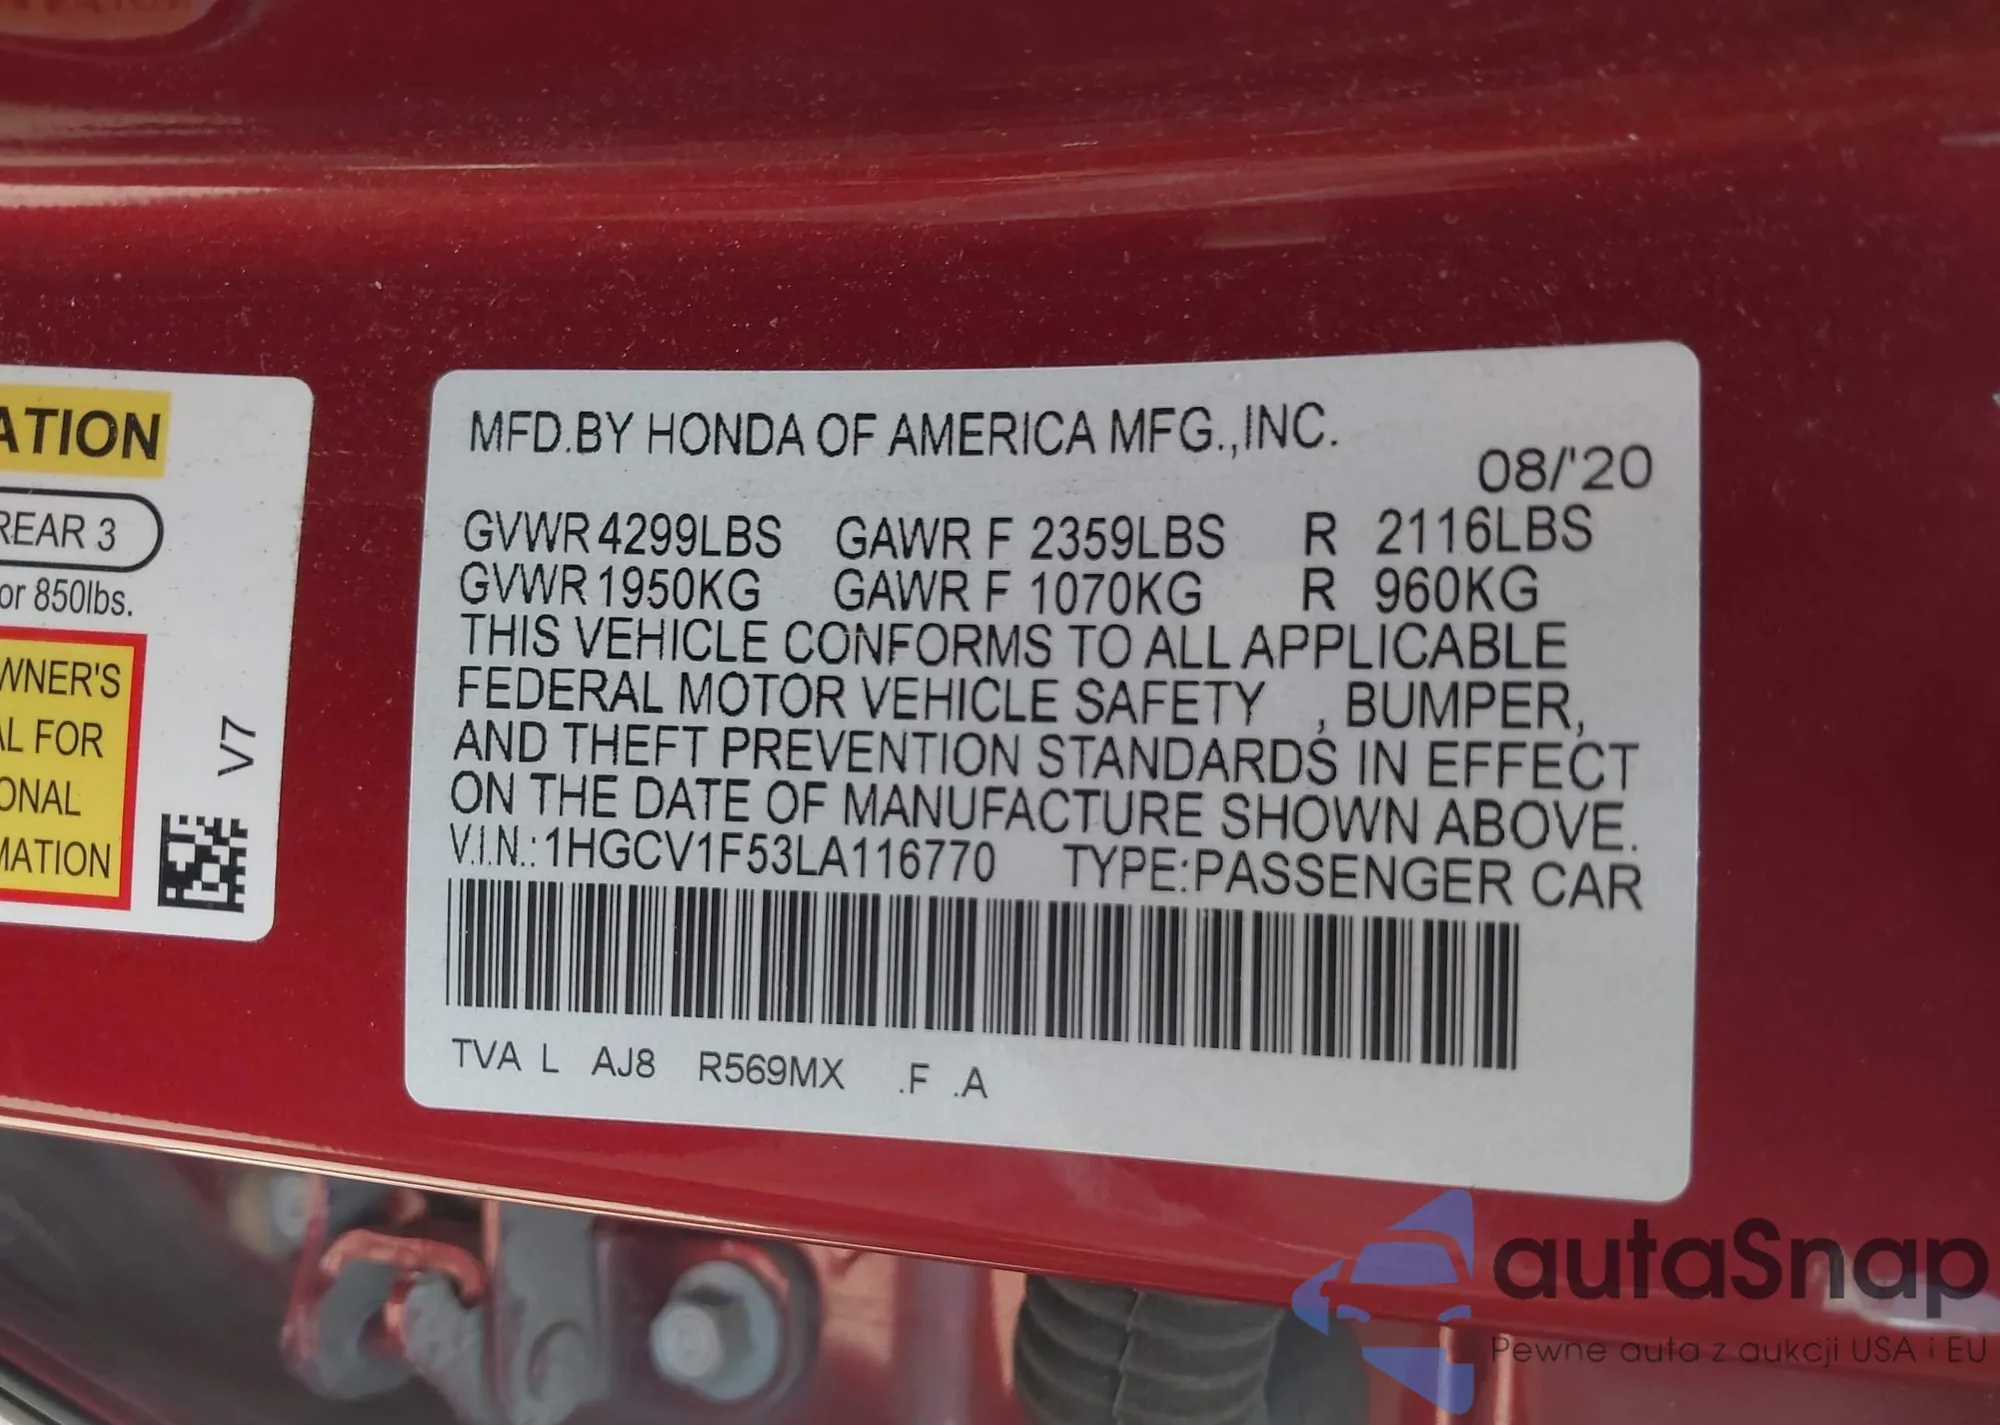 ATION
REAR 3
or 850lbs.
WNER'S
AL FOR
ONAL
MATION
V7
MFD.BY HONDA OF AMERICA MFG.,INC.
08/'20
GVWR 4299LBS GAWR F 2359LBS R 2116LBS
GVWR 1950KG GAWR F 1070KG R 960KG
THIS VEHICLE CONFORMS TO ALL APPLICABLE
FEDERAL MOTOR VEHICLE SAFETY , BUMPER,
AND THEFT PREVENTION STANDARDS IN EFFECT
ON THE DATE OF MANUFACTURE SHOWN ABOVE.
V.I.N.: 1HGCV1F53LA116770 TYPE:PASSENGER CAR
TVA L AJ8 R569MX .F .A
autaSnap
Pewne auta z aukcji USA i EU